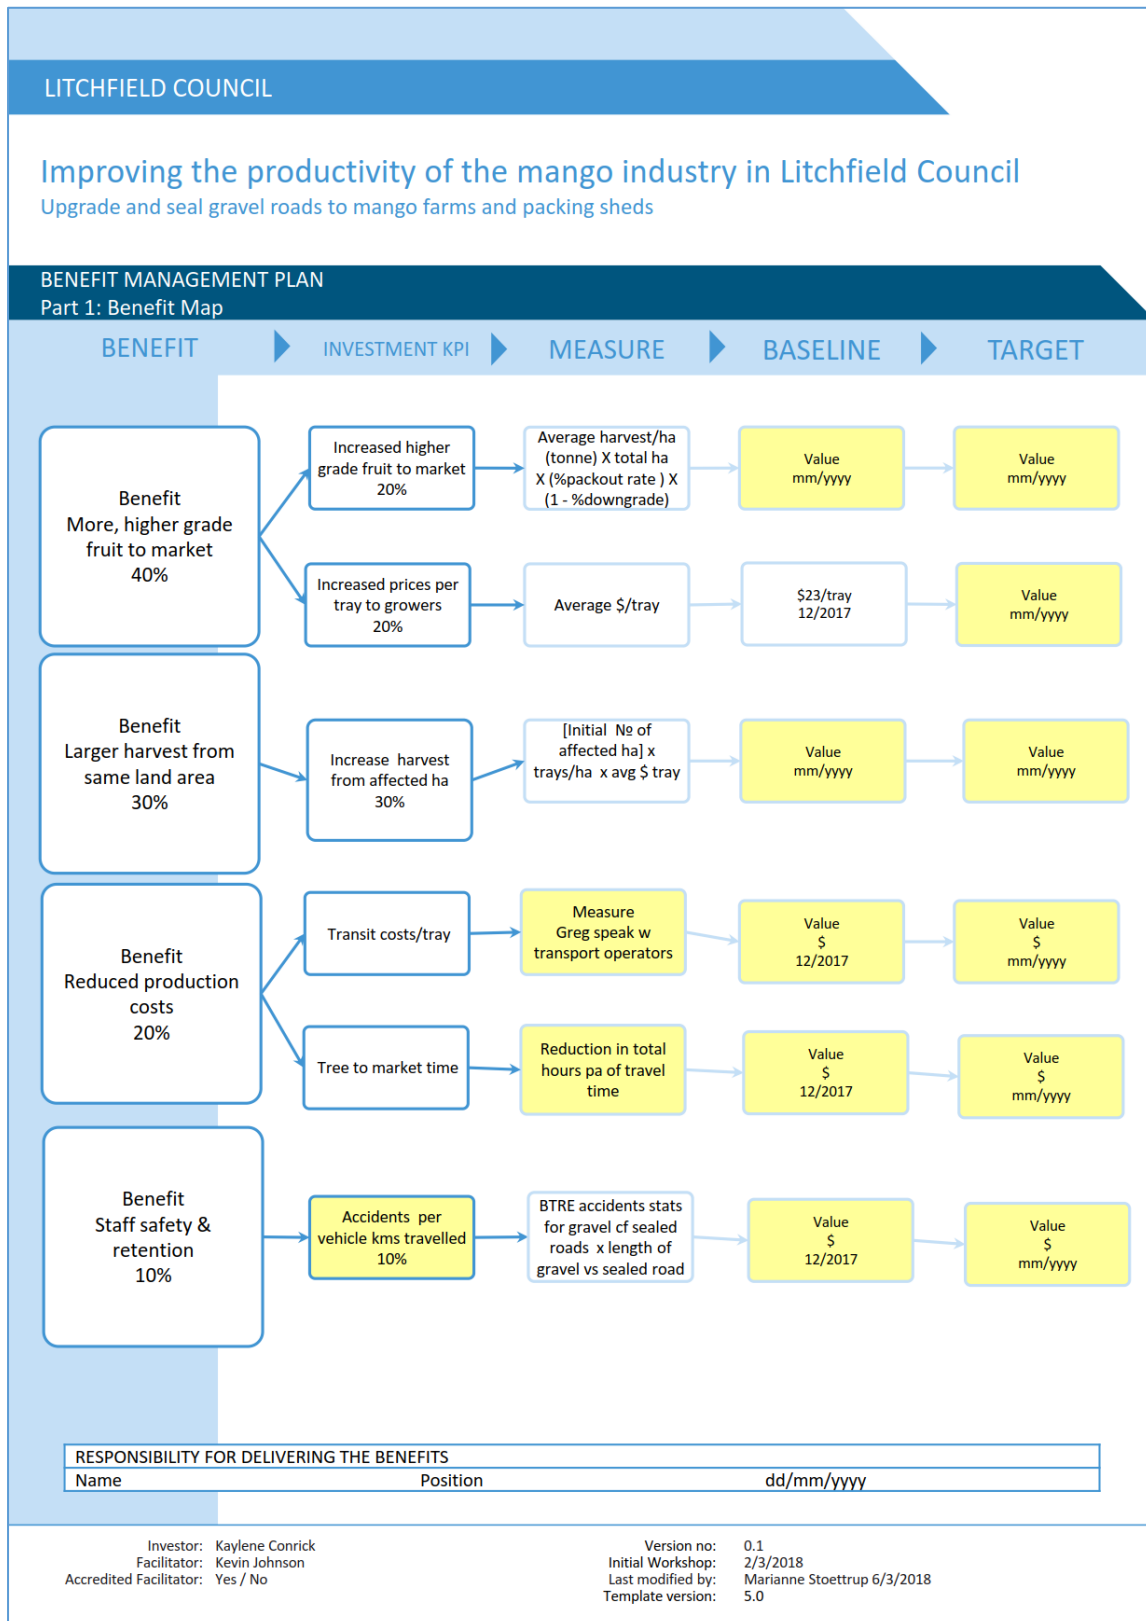 LITCHFIELD COUNCIL
Improving the productivity of the mango industry in Litchfield Council
Upgrade and seal gravel roads to mango farms and packing sheds
BENEFIT MANAGEMENT PLAN
Part 1: Benefit Map
BENEFIT
INVESTMENT KPI
MEASURE
BASELINE
TARGET
Benefit
More, higher grade
fruit to market
40%
Increased higher
grade fruit to market
20%
Average harvest/ha
(tonne) X total ha
X (%packout rate ) X
(1 - %downgrade)
Value
mm/yyyy
Value
mm/yyyy
Increased prices per
tray to growers
20%
Average $/tray
$23/tray
12/2017
Value
mm/yyyy
Benefit
Larger harvest from
same land area
30%
Increase harvest
from affected ha
30%
[Initial № of
affected ha] x
trays/ha x avg $ tray
Value
mm/yyyy
Value
mm/yyyy
Benefit
Reduced production
costs
20%
Transit costs/tray
Measure
Greg speak w
transport operators
Value
$
12/2017
Value
$
mm/yyyy
Tree to market time
Reduction in total
hours pa of travel
time
Value
$
12/2017
Value
$
mm/yyyy
Benefit
Staff safety &
retention
10%
Accidents per
vehicle kms travelled
10%
BTRE accidents stats
for gravel cf sealed
roads x length of
gravel vs sealed road
Value
$
12/2017
Value
$
mm/yyyy
RESPONSIBILITY FOR DELIVERING THE BENEFITS
Name Position dd/mm/yyyy
Investor: Kaylene Conrick
Facilitator: Kevin Johnson
Accredited Facilitator: Yes / No
Version no: 0.1
Initial Workshop: 2/3/2018
Last modified by: Marianne Stoettrup 6/3/2018
Template version: 5.0